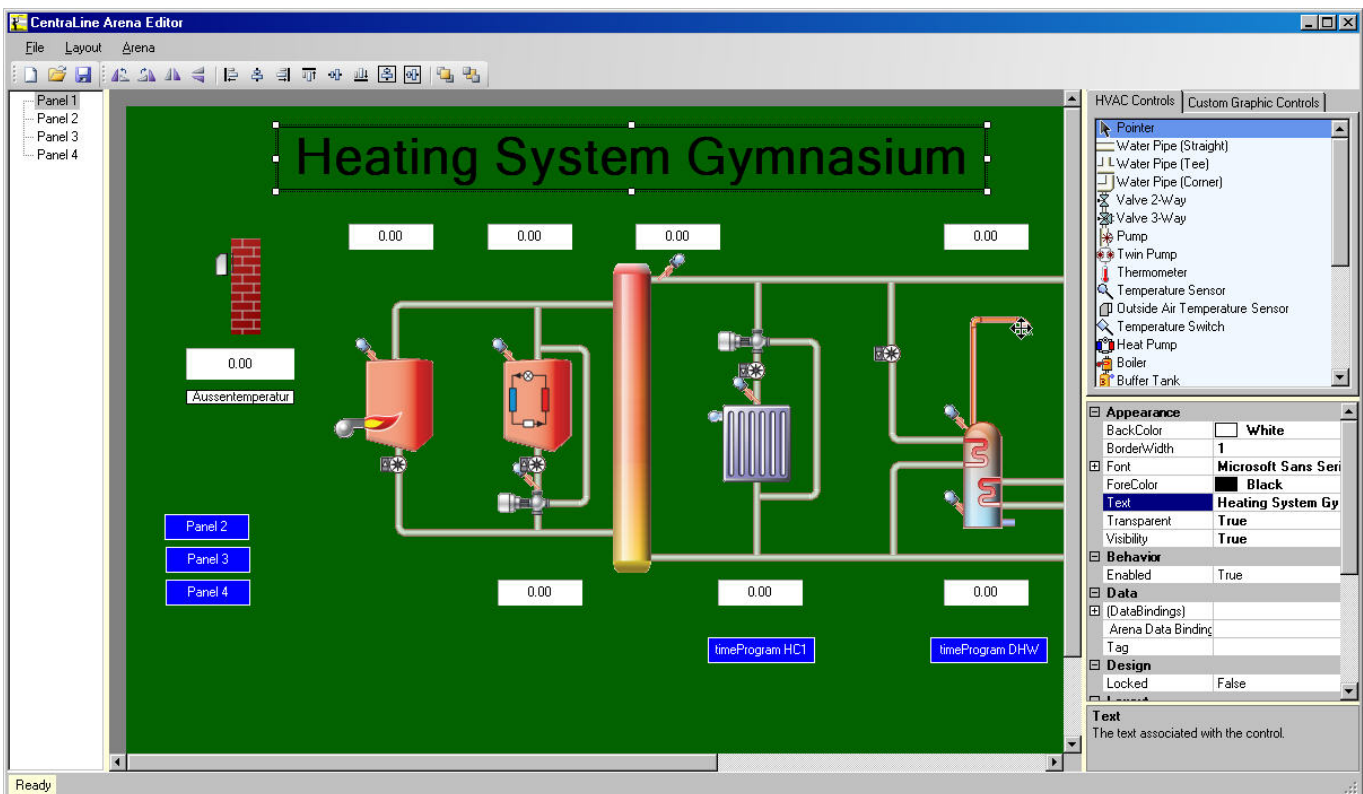 CentraLine Arena Editor
File Layout Arena
Panel 1
Panel 2
Panel 3
Panel 4
Heating System Gymnasium
0.00 0.00 0.00 0.00
0.00
Aussentemperatur
Panel 2
Panel 3
Panel 4
0.00 0.00 0.00
timeProgram HC1 timeProgram DHW
HVAC Controls Custom Graphic Controls
Pointer
Water Pipe (Straight)
Water Pipe (Tee)
Water Pipe (Corner)
Valve 2-Way
Valve 3-Way
Pump
Twin Pump
Thermometer
Temperature Sensor
Outside Air Temperature Sensor
Temperature Switch
Heat Pump
Boiler
Buffer Tank
Appearance
BackColor White
BorderWidth 1
Font Microsoft Sans Seri
ForeColor Black
Text Heating System Gy
Transparent True
Visibility True
Behavior
Enabled True
Data
(DataBindings)
Arena Data Binding
Tag
Design
Locked False
Text
The text associated with the control.
Ready